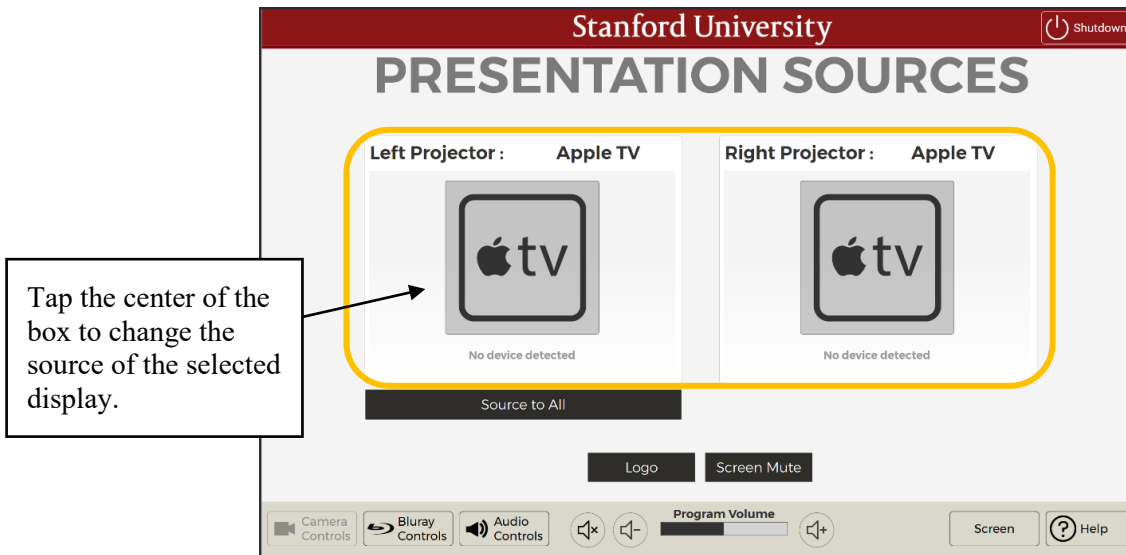 Stanford University
Shutdown
PRESENTATION SOURCES
Left Projector : Apple TV
Right Projector : Apple TV
tv
tv
No device detected
No device detected
Tap the center of the
box to change the
source of the selected
display.
Source to All
Logo
Screen Mute
Camera
Controls
Bluray
Controls
Audio
Controls
Program Volume
Screen
? Help